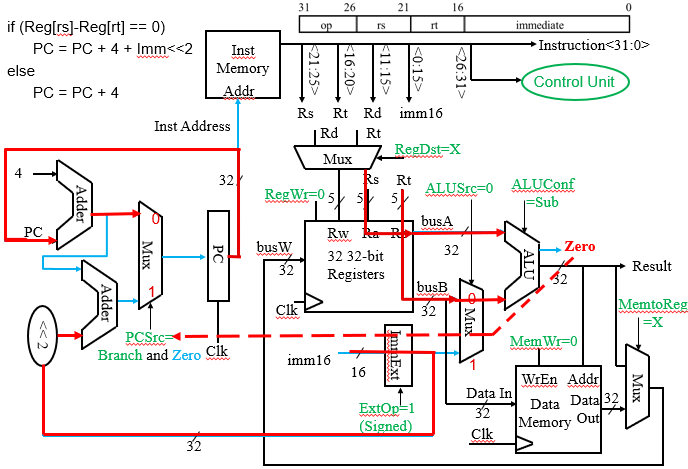 if (Reg[rs]-Reg[rt] == 0)
PC = PC + 4 + Imm<<2
else
PC = PC + 4
31 26 21 16 0
op rs rt immediate
Inst
Memory
Addr
Instruction<31:0>
<21:25>
<16:20>
<11:15>
<0:15>
<26:31>
Control Unit
Rs Rt Rd imm16
Inst Address
Rd Rt
Mux
RegDst=X
Rs Rt
4
Adder
PC
32
RegWr=0
5 5 5
ALUSrc=0
ALUConf
=Sub
0
Mux
1
PC
busW
32
Rw Ra Rb
32 32-bit
Registers
busA
32
busB
32
ALU
Zero
32
Result
Adder
<<2
Clk
PCSrc=
Branch and Zero
Clk
imm16
16
ImmExt
ExtOp=1
(Signed)
0
Mux
1
MemtoReg
=X
MemWr=0
WrEn Addr
Data In
32
Data
Memory
Data
Out
32
Mux
Clk
32